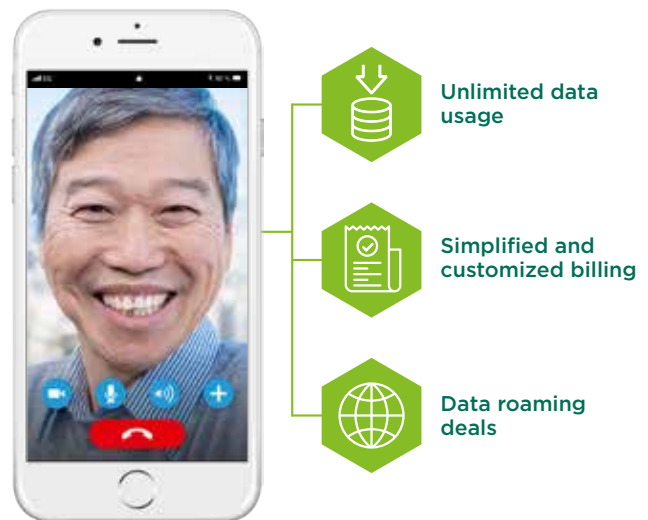 Unlimited data
usage
Simplified and
customized billing
Data roaming
deals